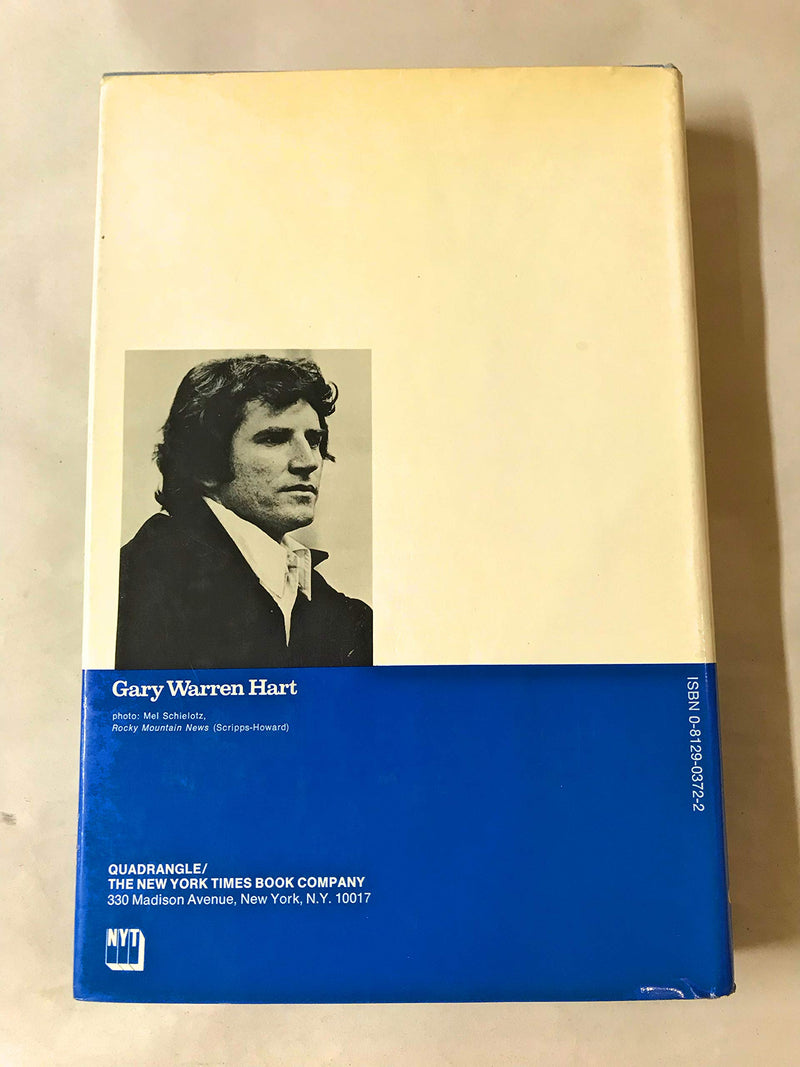 Gary Warren Hart
photo: Mel Schielotz,
Rocky Mountain News (Scripps-Howard)
ISBN 0-8129-0372-2
QUADRANGLE/
THE NEW YORK TIMES BOOK COMPANY
330 Madison Avenue, New York, N.Y. 10017
NYT